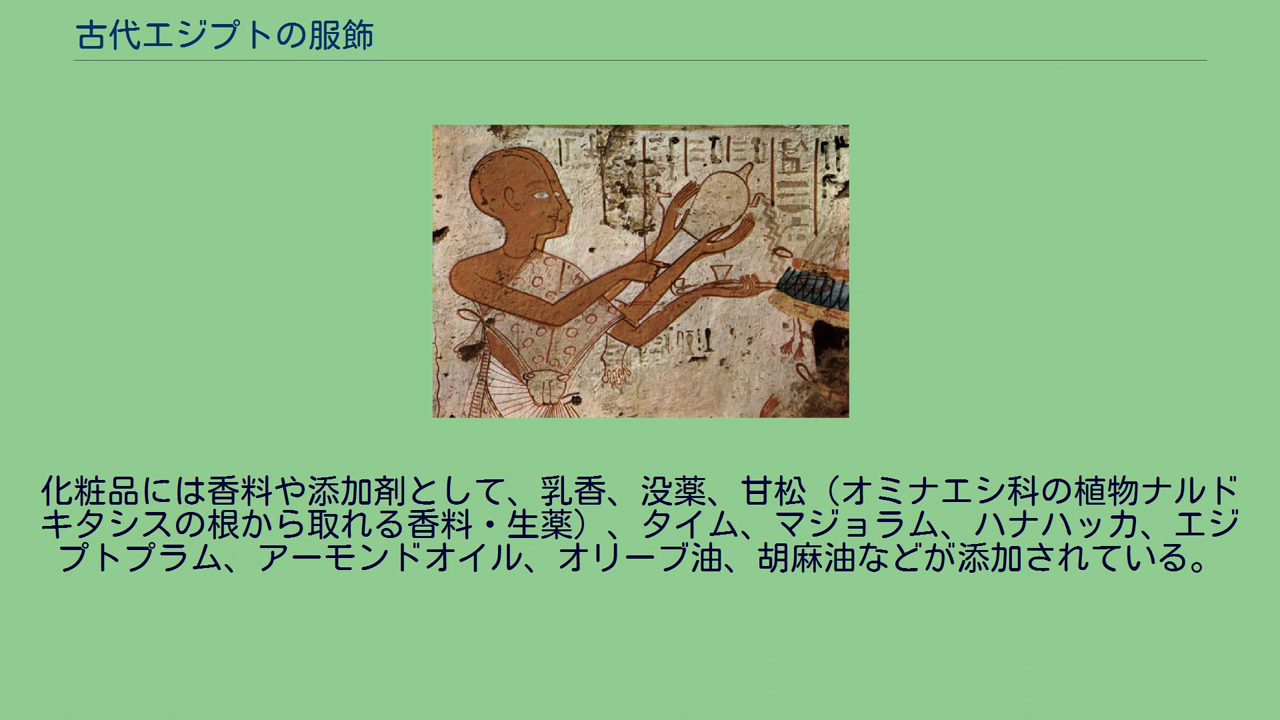 古代エジプトの服飾
化粧品には香料や添加剤として、乳香、没薬、甘松（オミナエシ科の植物ナルド
キタシスの根から取れる香料・生薬）、タイム、マジョラム、ハナハッカ、エジ
プトプラム、アーモンドオイル、オリーブ油、胡麻油などが添加されている。